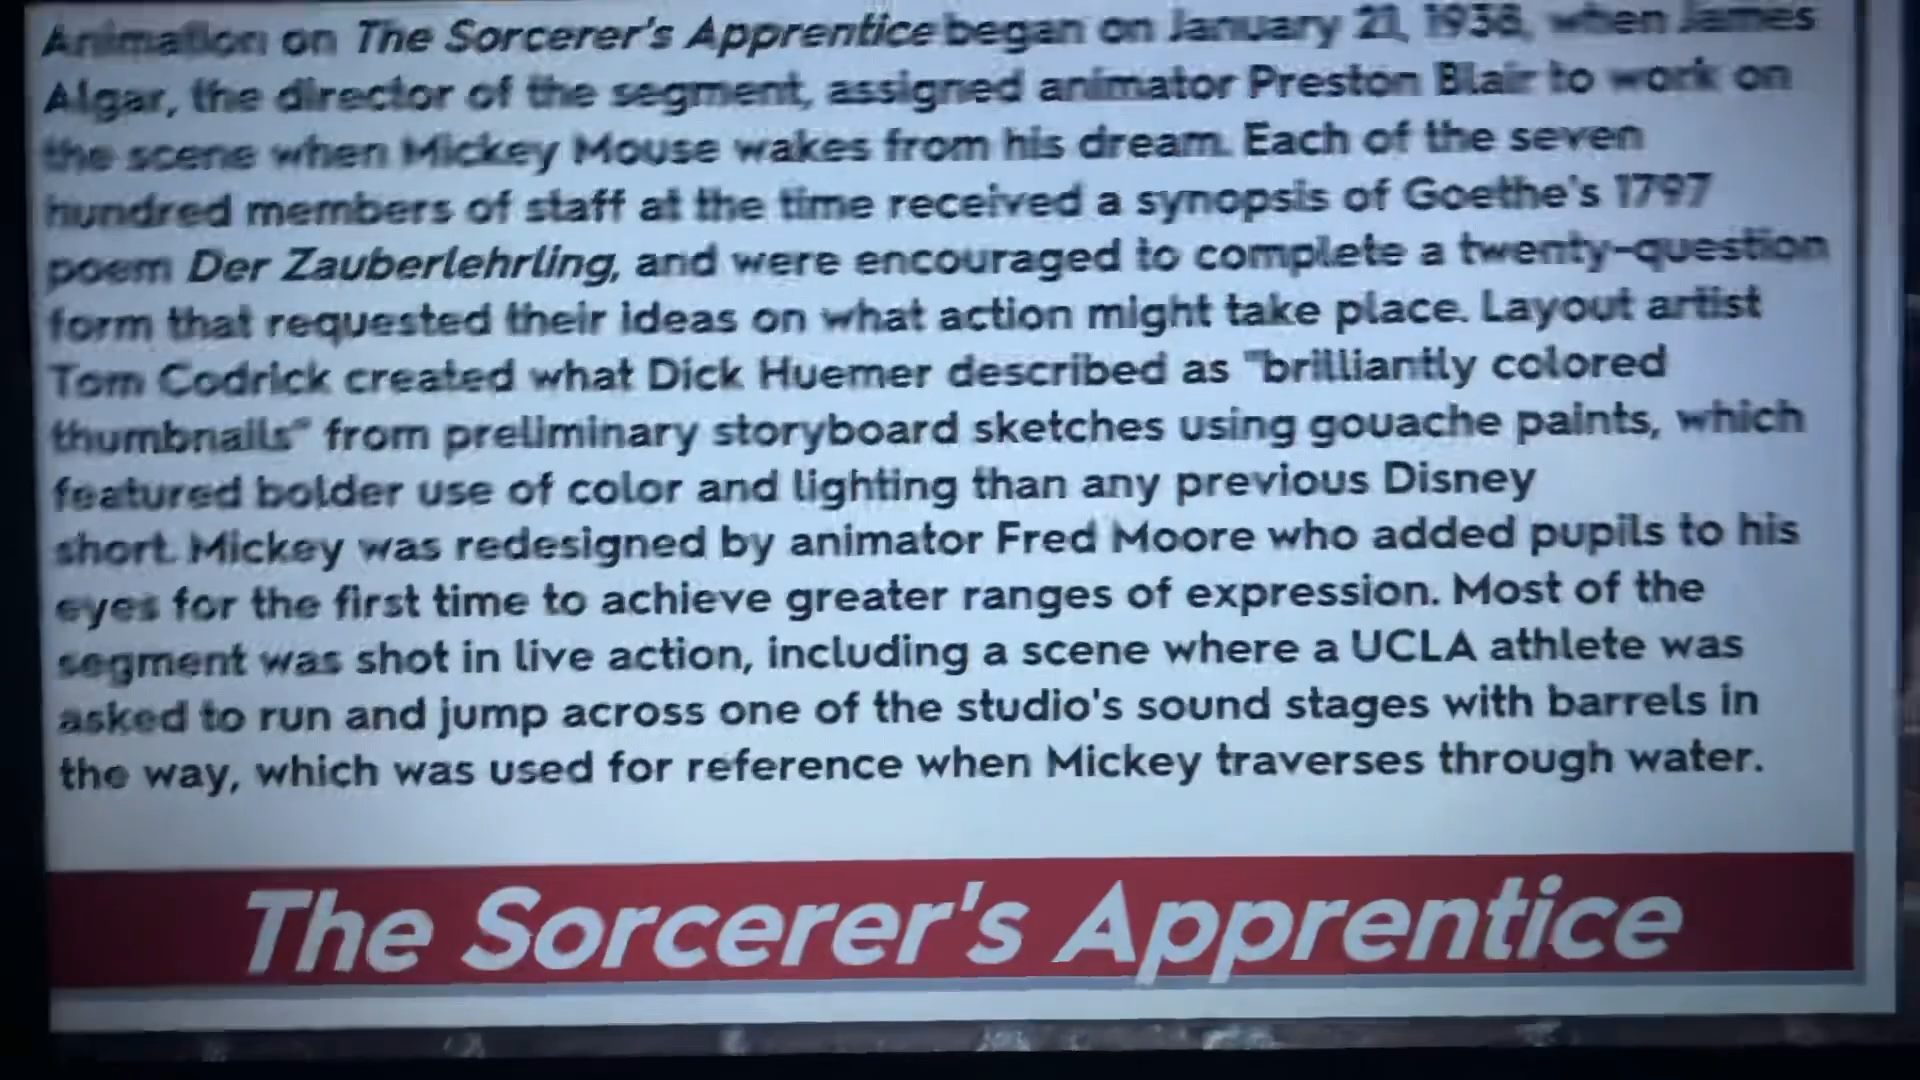 Animation on The Sorcerer's Apprentice began on January 21, 1938, when James
Algar, the director of the segment, assigned animator Preston Blair to work on
the scene when Mickey Mouse wakes from his dream. Each of the seven
hundred members of staff at the time received a synopsis of Goethe's 1797
poem Der Zauberlehrling, and were encouraged to complete a twenty-question
form that requested their ideas on what action might take place. Layout artist
Tom Codrick created what Dick Huemer described as "brilliantly colored
thumbnails" from preliminary storyboard sketches using gouache paints, which
featured bolder use of color and lighting than any previous Disney
short. Mickey was redesigned by animator Fred Moore who added pupils to his
eyes for the first time to achieve greater ranges of expression. Most of the
segment was shot in live action, including a scene where a UCLA athlete was
asked to run and jump across one of the studio's sound stages with barrels in
the way, which was used for reference when Mickey traverses through water.
The Sorcerer's Apprentice